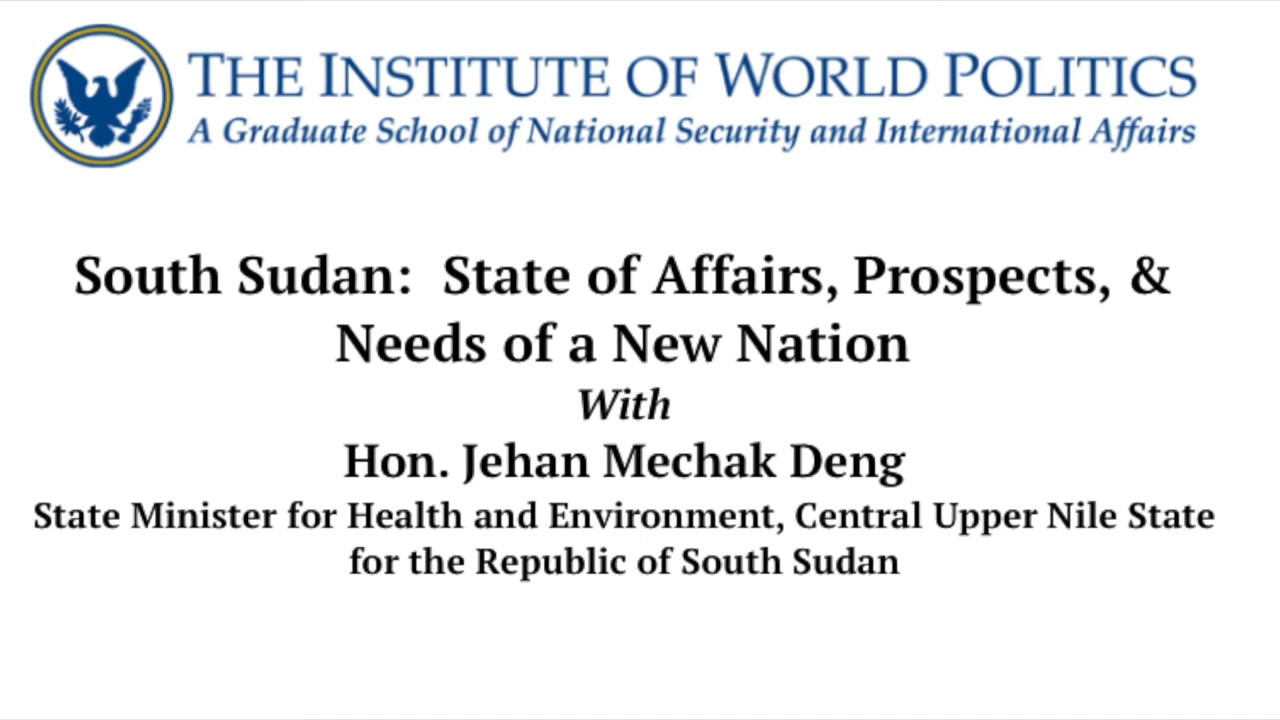 THE INSTITUTE OF WORLD POLITICS
A Graduate School of National Security and International Affairs
South Sudan:  State of Affairs, Prospects, &
Needs of a New Nation
With
Hon. Jehan Mechak Deng
State Minister for Health and Environment, Central Upper Nile State
for the Republic of South Sudan